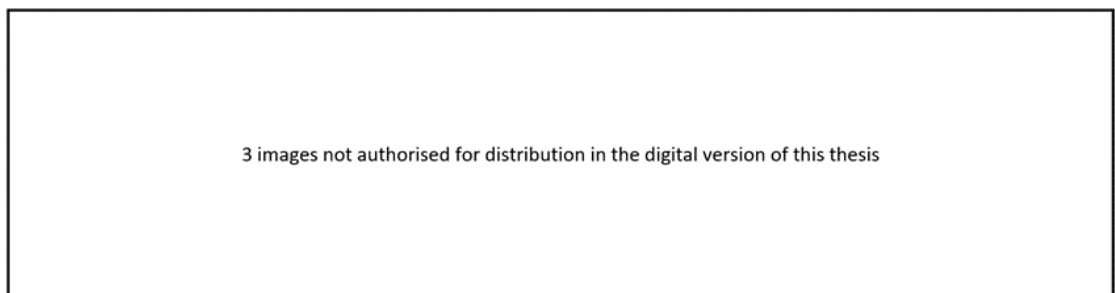 3 images not authorised for distribution in the digital version of this thesis